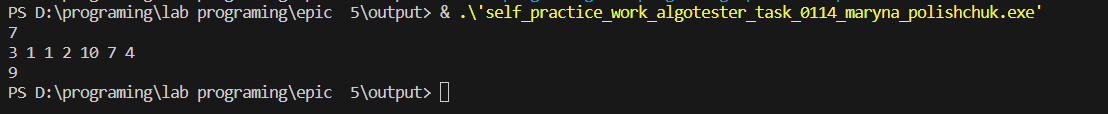 PS D:\programing\lab programing\epic  5\output> & .\'self_practice_work_algotester_task_0114_maryna_polishchuk.exe'
7
3 1 1 2 10 7 4
9
PS D:\programing\lab programing\epic  5\output>